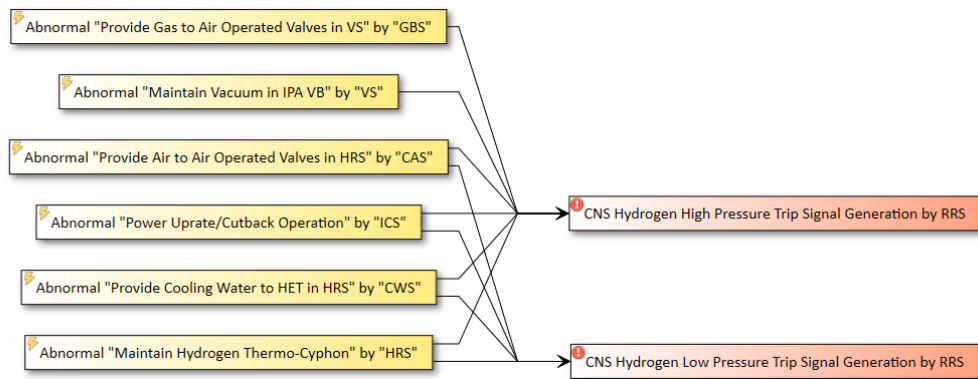 Abnormal "Provide Gas to Air Operated Valves in VS" by "GBS"
Abnormal "Maintain Vacuum in IPA VB" by "VS"
Abnormal "Provide Air to Air Operated Valves in HRS" by "CAS"
Abnormal "Power Uprate/Cutback Operation" by "ICS"
CNS Hydrogen High Pressure Trip Signal Generation by RRS
Abnormal "Provide Cooling Water to HET in HRS" by "CWS"
Abnormal "Maintain Hydrogen Thermo-Cyphon" by "HRS"
CNS Hydrogen Low Pressure Trip Signal Generation by RRS